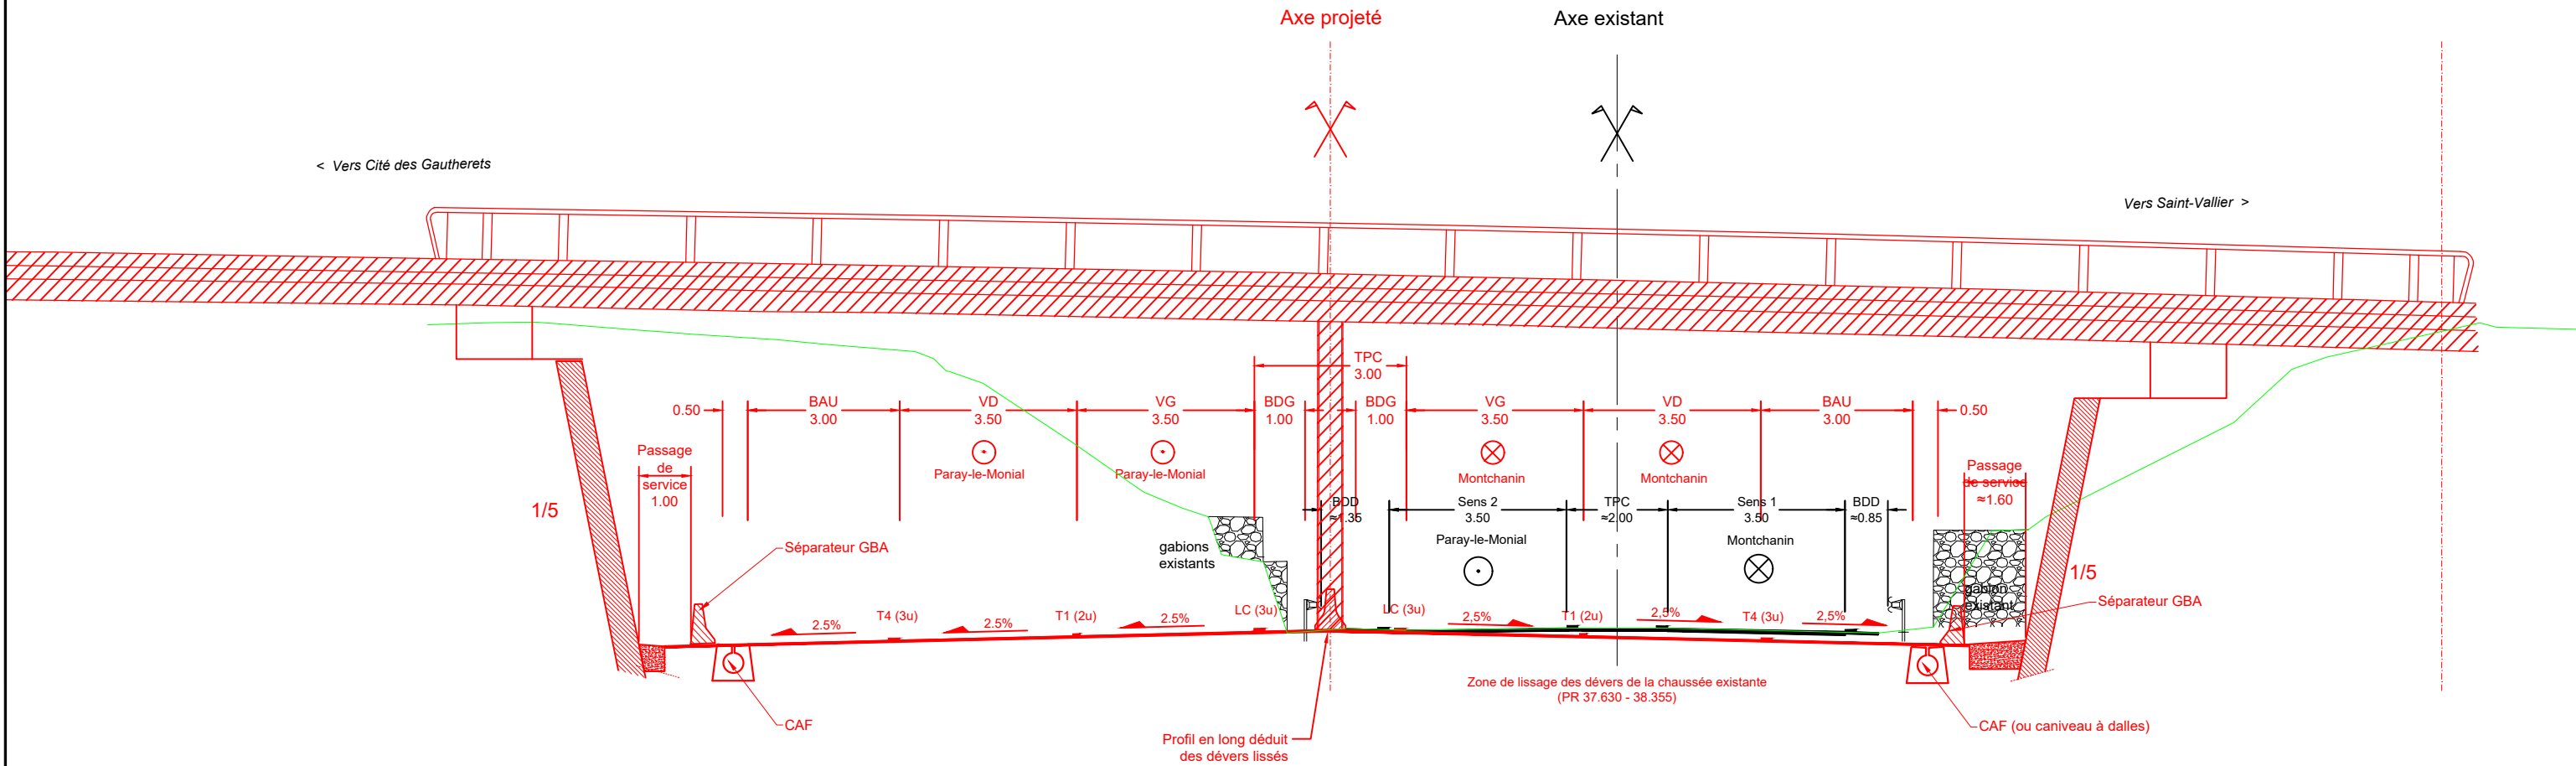 Axe projeté
Axe existant
< Vers Cité des Gautherets
Vers Saint-Vallier >
TPC
3.00
0.50
BAU
3.00
VD
3.50
VG
3.50
BDG
1.00
BDG
1.00
VG
3.50
VD
3.50
BAU
3.00
0.50
Passage
de
service
1.00
Paray-le-Monial
Paray-le-Monial
Montchanin
Montchanin
Passage
de service
≈1.60
1/5
BDD
≈1.35
Sens 2
3.50
TPC
≈2.00
Sens 1
3.50
BDD
≈0.85
Paray-le-Monial
Montchanin
Séparateur GBA
gabions
existants
1/5
gabion
existant
Séparateur GBA
2.5%
T4 (3u)
2.5%
T1 (2u)
2.5%
LC (3u)
LC (3u)
2,5%
T1 (2u)
2.5%
T4 (3u)
2,5%
Zone de lissage des dévers de la chaussée existante
(PR 37.630 - 38.355)
CAF
CAF (ou caniveau à dalles)
Profil en long déduit
des dévers lissés